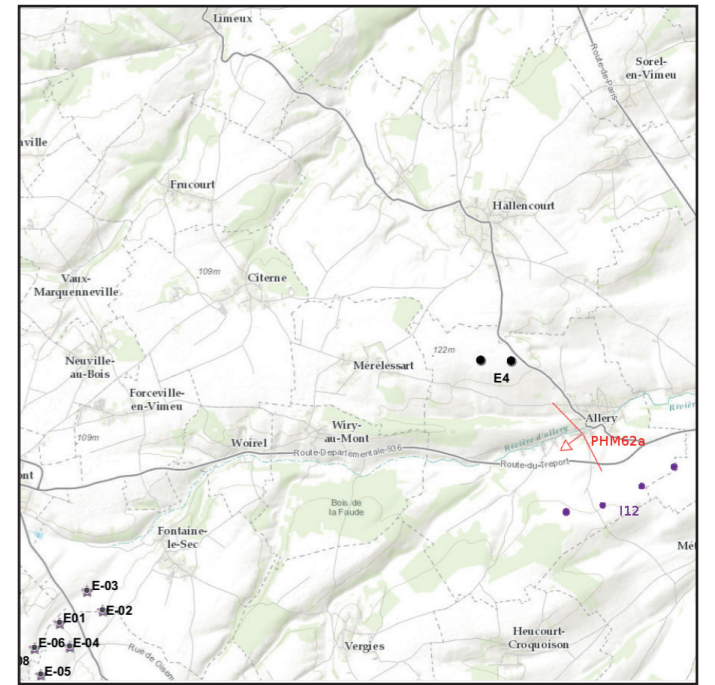 Limeux
Route-de-Paris
Sorel-
en-Vimeu
ville
Frucourt
Hallencourt
109m
Citerne
Vaux-
Marquenneville
122m
Neuville-
au-Bois
Mérélessart
E4
Forceville-
en-Vimeu
Allery
Rivière
109m
Woirel
Wiry-
au-Mont
Rivière d'allery
PHM62a
Route-Departementale-936
Route-du-Treport
ont
Bois de
la Faude
I12
Fontaine-
le-Sec
Mét
E-03
E-02
E01
E-06
E-04
08
E-05
Rue de Oisem
Vergies
Heucourt-
Croquoison